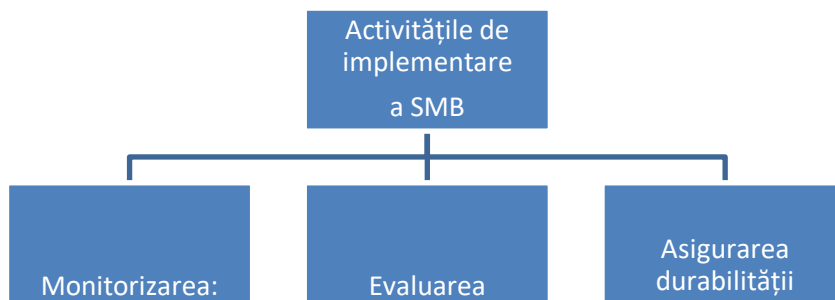 Activitățile de
implementare
a SMB
Monitorizarea:
Evaluarea
Asigurarea
durabilității